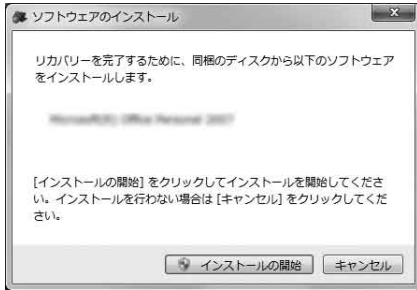 ソフトウェアのインストール
リカバリーを完了するために、同梱のディスクから以下のソフトウェア
をインストールします。
Microsoft(R) Office Personal 2007
[インストールの開始] をクリックしてインストールを開始してくださ
い。インストールを行わない場合は [キャンセル] をクリックしてくだ
さい。
インストールの開始
キャンセル